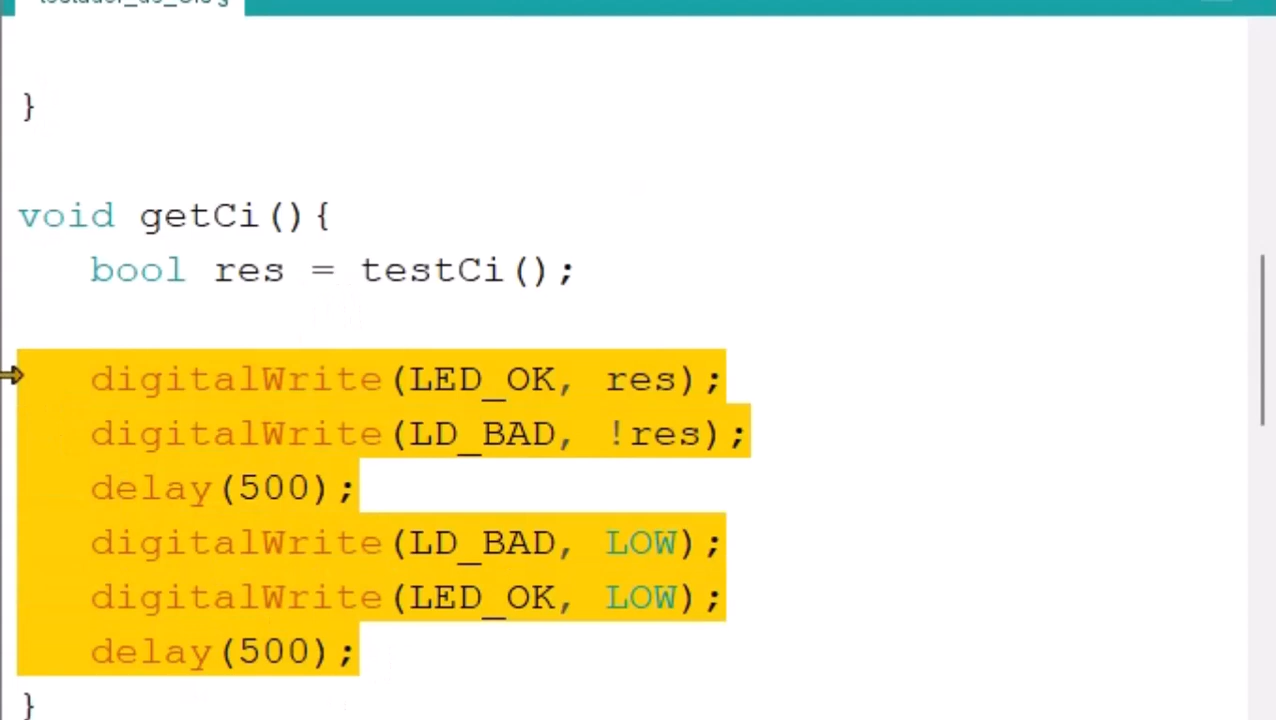 }
void getCi(){
bool res = testCi();
digitalWrite(LED_OK, res);
digitalWrite(LD_BAD, !res);
delay(500);
digitalWrite(LD_BAD, LOW);
digitalWrite(LED_OK, LOW);
delay(500);
}